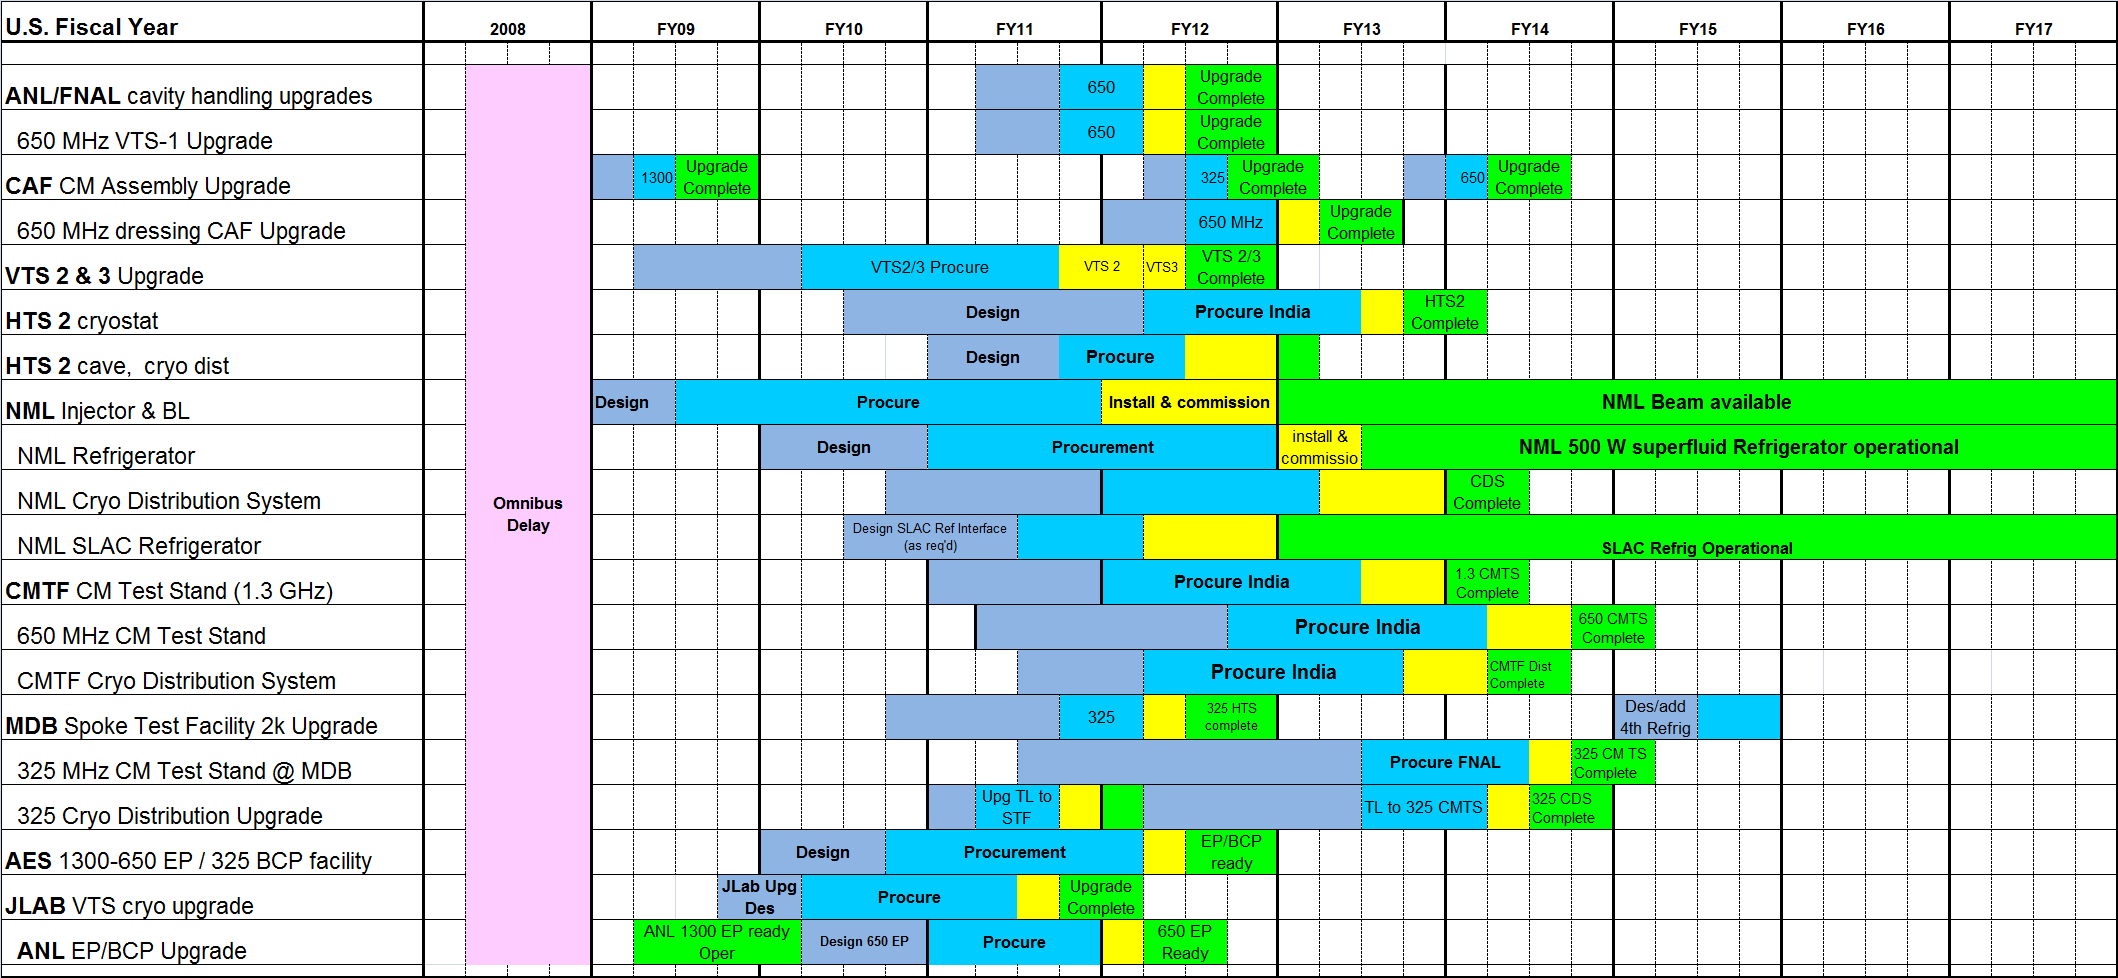 U.S. Fiscal Year 2008 FY09 FY10 FY11 FY12 FY13 FY14 FY15 FY16 FY17
ANL/FNAL cavity handling upgrades
650
Upgrade
Complete
650 MHz VTS-1 Upgrade
650
Upgrade
Complete
CAF CM Assembly Upgrade
1300
Upgrade
Complete
325
Upgrade
Complete
650
Upgrade
Complete
650 MHz dressing CAF Upgrade
650 MHz
Upgrade
Complete
VTS 2 & 3 Upgrade
VTS2/3 Procure
VTS 2
VTS3
VTS 2/3
Complete
HTS 2 cryostat
Design
Procure India
HTS2
Complete
HTS 2 cave, cryo dist
Design
Procure
NML Injector & BL
Design
Procure
Install & commission
NML Beam available
NML Refrigerator
Design
Procurement
install &
commissio
NML 500 W superfluid Refrigerator operational
NML Cryo Distribution System
Omnibus
Delay
CDS
Complete
NML SLAC Refrigerator
Design SLAC Ref Interface
(as req'd)
SLAC Refrig Operational
CMTF CM Test Stand (1.3 GHz)
Procure India
1.3 CMTS
Complete
650 MHz CM Test Stand
Procure India
650 CMTS
Complete
CMTF Cryo Distribution System
Procure India
CMTF Dist
Complete
MDB Spoke Test Facility 2k Upgrade
325
325 HTS
complete
Des/add
4th Refrig
325 MHz CM Test Stand @ MDB
Procure FNAL
325 CM TS
Complete
325 Cryo Distribution Upgrade
Upg TL to
STF
TL to 325 CMTS
325 CDS
Complete
AES 1300-650 EP / 325 BCP facility
Design
Procurement
EP/BCP
ready
JLAB VTS cryo upgrade
JLab Upg
Des
Procure
Upgrade
Complete
ANL EP/BCP Upgrade
ANL 1300 EP ready
Oper
Design 650 EP
Procure
650 EP
Ready